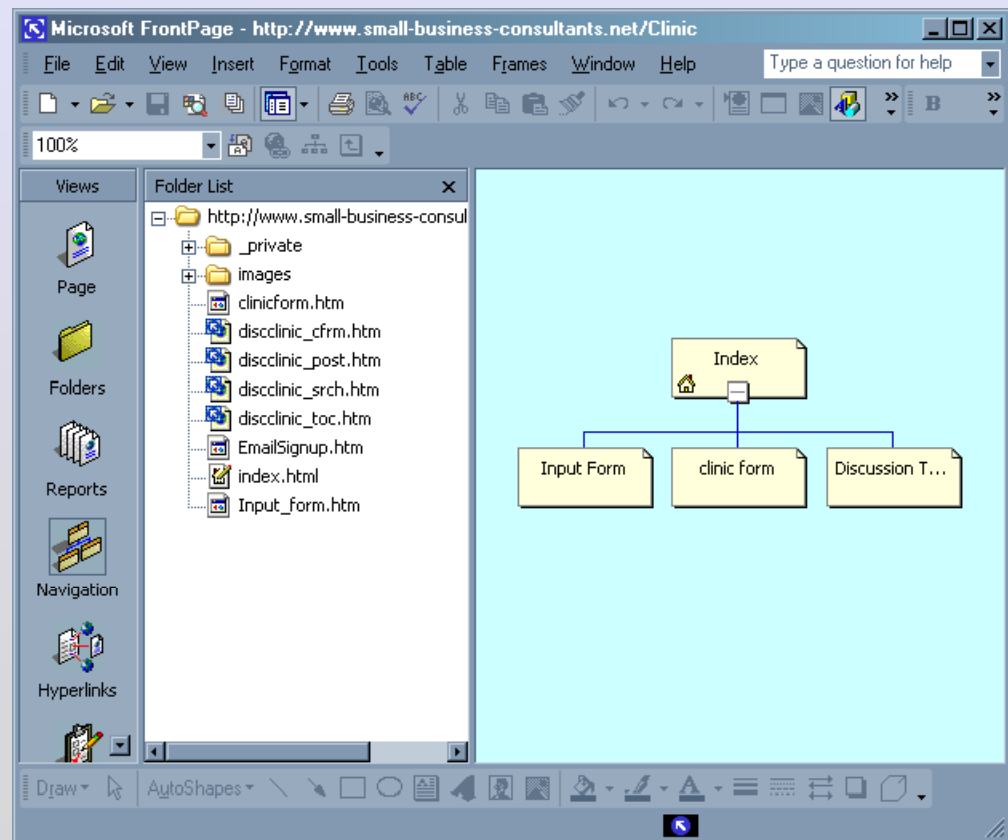 Microsoft FrontPage - http://www.small-business-consultants.net/Clinic
File Edit View Insert Format Tools Table Frames Window Help Type a question for help
ABC B
100%
Views
Page
Folders
Reports
Navigation
Hyperlinks
Folder List
http://www.small-business-consul
_private
images
clinicform.htm
discclinic_cfrm.htm
discclinic_post.htm
discclinic_srch.htm
discclinic_toc.htm
EmailSignup.htm
index.html
Input_form.htm
Index
Input Form clinic form Discussion T...
Draw AutoShapes A